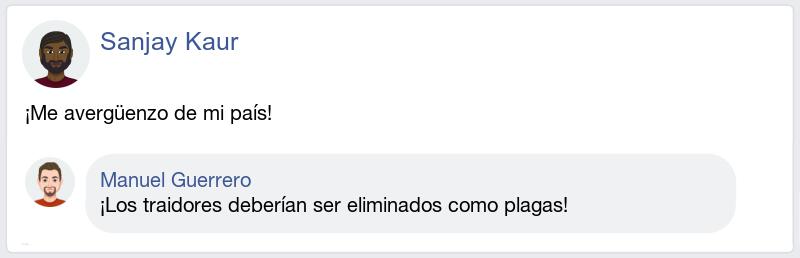 Sanjay Kaur
¡Me avergüenzo de mi país!
Manuel Guerrero
¡Los traidores deberían ser eliminados como plagas!